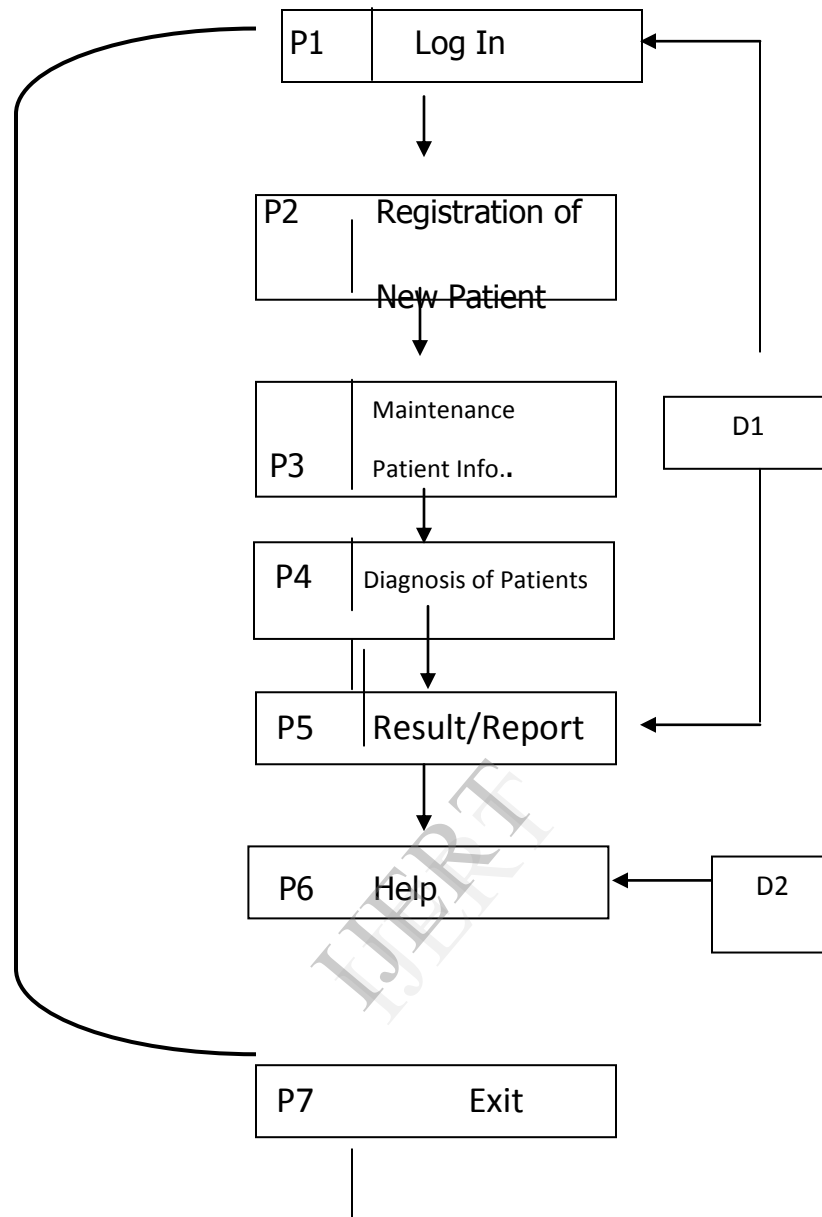 P1 Log In
P2 Registration of
New Patient
Maintenance
P3 Patient Info..
D1
P4 Diagnosis of Patients
P5 Result/Report
IJERT
P6 Help
D2
P7 Exit